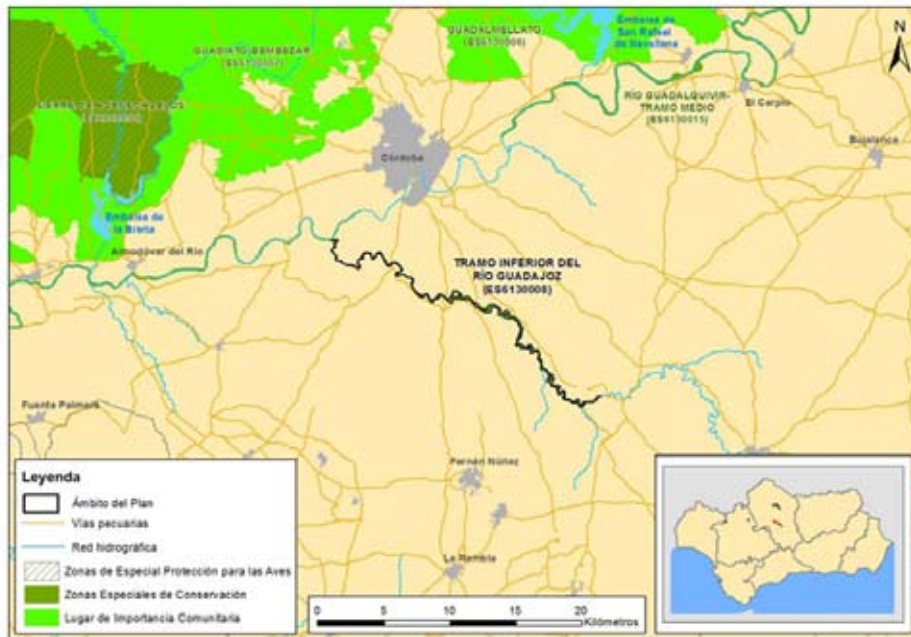 Embalse de
San Rafael
de Navallana
N
GUADALMELLATO
(ES6130006)
GUADIATO-BEMBEZAR
(ES6130007)
RÍO GUADALQUIVIR-
TRAMO MEDIO
(ES6130015)
El Carpio
SIERRA DE HORNACHUELOS
Bujalance
Córdoba
Embalse de
la Breña
Almodóvar del Río
TRAMO INFERIOR DEL
RÍO GUADAJOZ
(ES6130008)
Fuente Palmera
Fernán Núñez
La Rambla
Leyenda
Ámbito del Plan
Vías pecuarias
Red hidrográfica
Zonas de Especial Protección para las Aves
Zonas Especiales de Conservación
Lugar de Importancia Comunitaria
0 5 10 15 20
Kilómetros